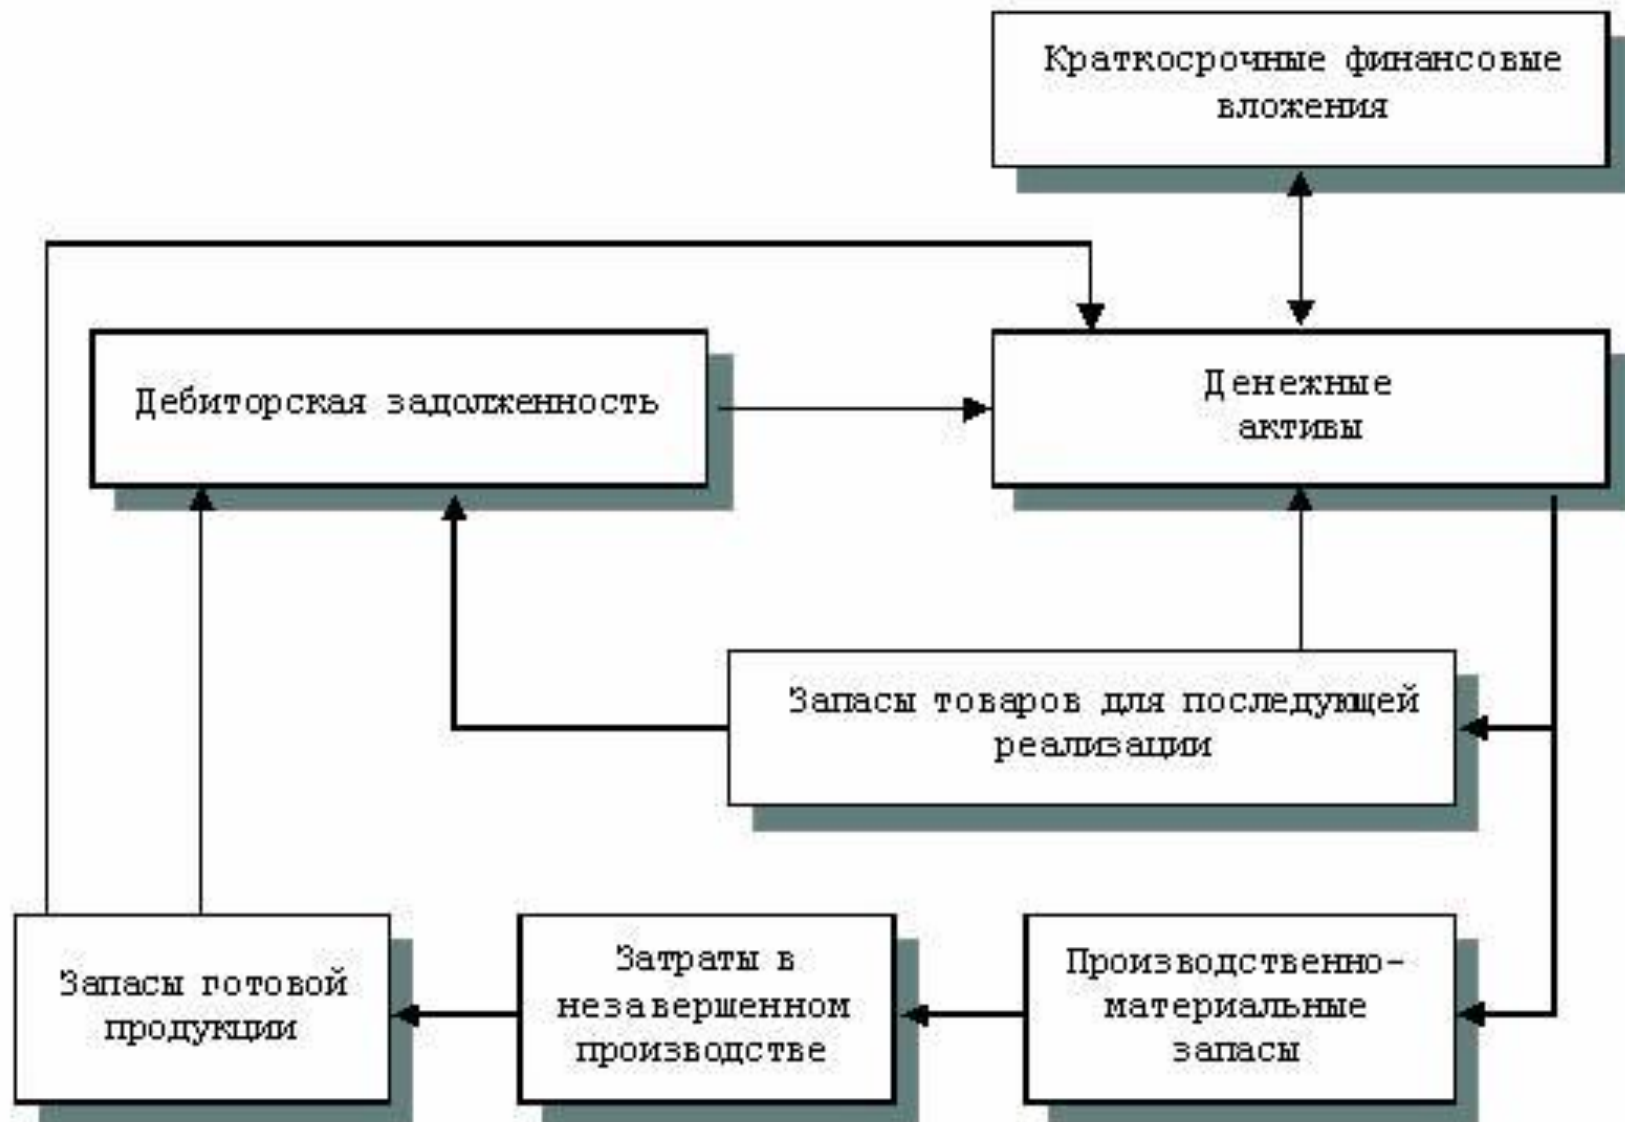 Краткосрочные финансовые
вложения
Дебиторская задолженность
Денежные
активы
Запасы товаров для последующей
реализации
Запасы готовой
продукции
Затраты в
незавершенном
производстве
Производственно-
материальные
запасы